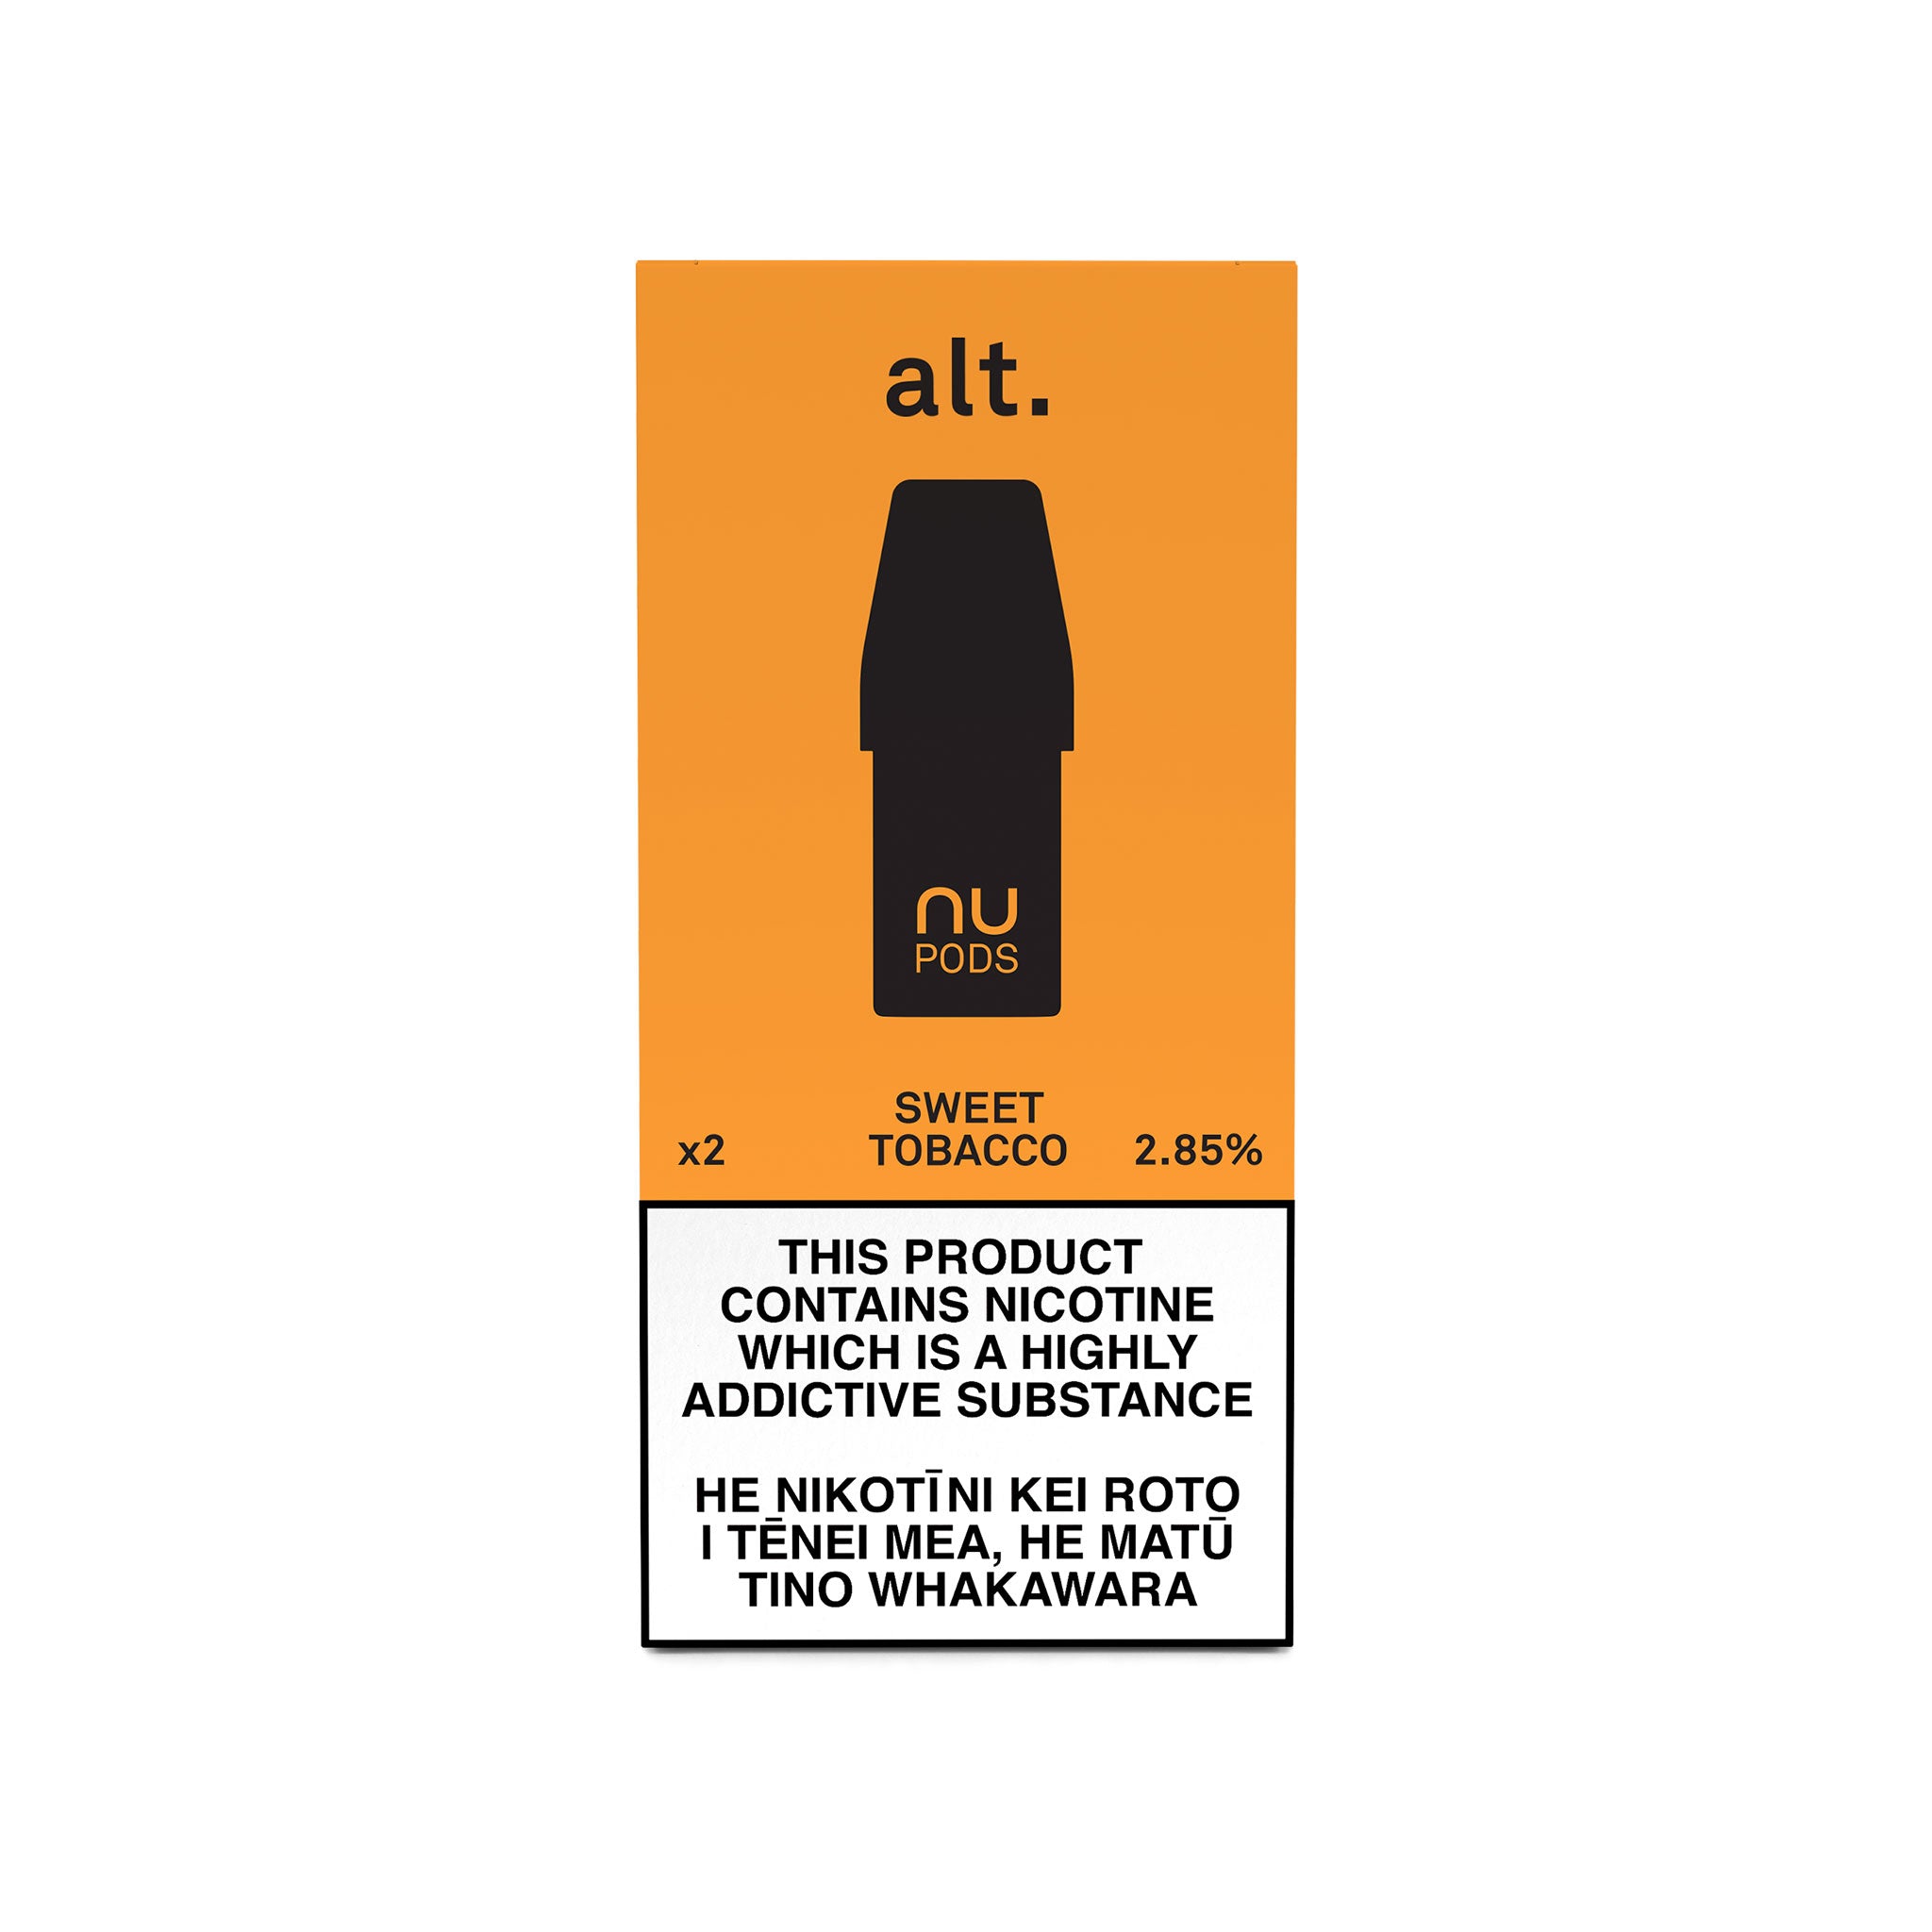 alt.
nu
PODS
SWEET
x2 TOBACCO 2.85%
THIS PRODUCT
CONTAINS NICOTINE
WHICH IS A HIGHLY
ADDICTIVE SUBSTANCE
HE NIKOTĪNI KEI ROTO
I TĒNEI MEA, HE MATŪ
TINO WHAKAWARA